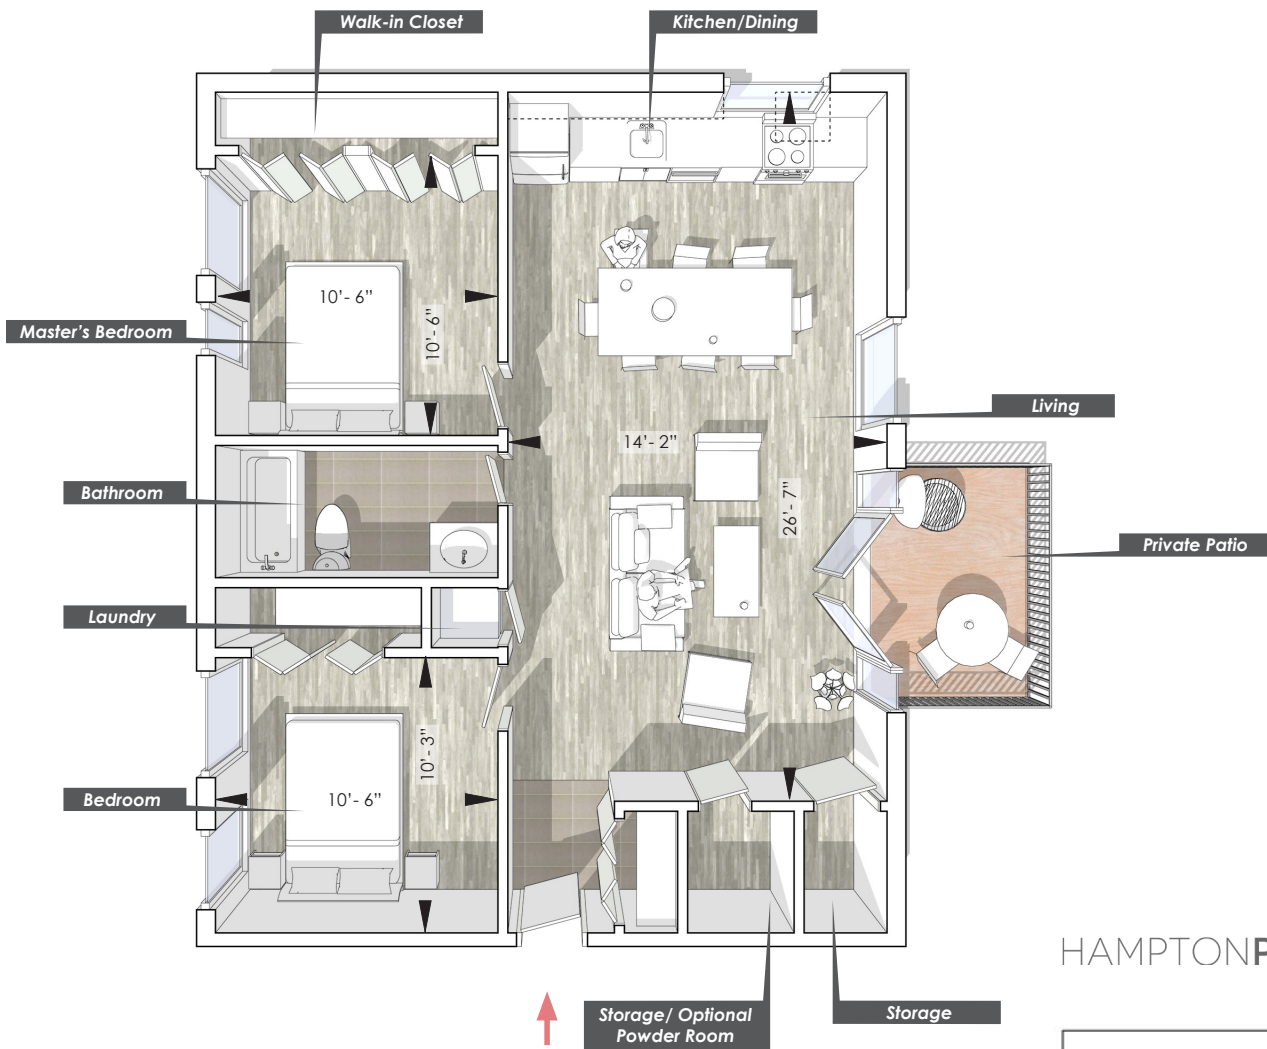 Walk-in Closet
Kitchen/Dining
10'- 6"
10'- 6"
Master's Bedroom
Living
14'- 2"
Bathroom
26'- 7"
Private Patio
Laundry
10'- 3"
Bedroom
10'- 6"
HAMPTONP
Storage/ Optional
Powder Room
Storage